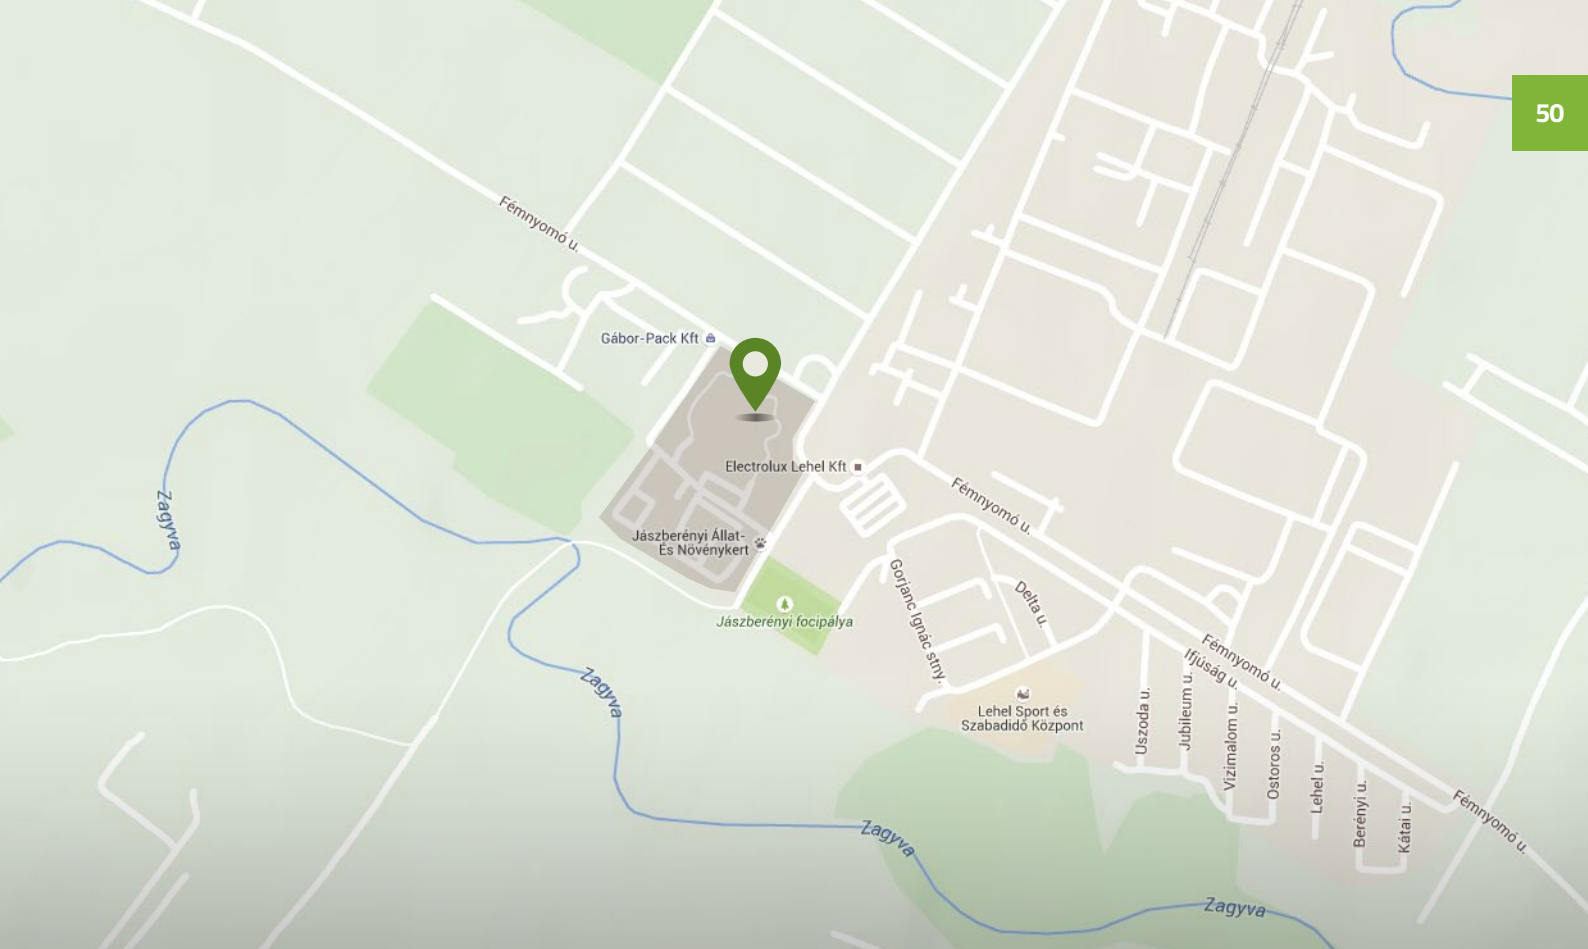 50
Fémnyomó u.
Gábor-Pack Kft
Electrolux Lehel Kft
Fémnyomó u.
Zagyva
Jászberényi Állat-
És Növénykert
Gorjanc Ignác stny.
Delta u.
Jászberényi focipálya
Fémnyomó u.
Ifjúság u.
Zagyva
Lehel Sport és
Szabadidő Központ
Uszoda u.
Jubileum u.
Vizimalom u.
Ostoros u.
Lehel u.
Berényi u.
Kátai u.
Fémnyomó u.
Zagyva
Zagyva